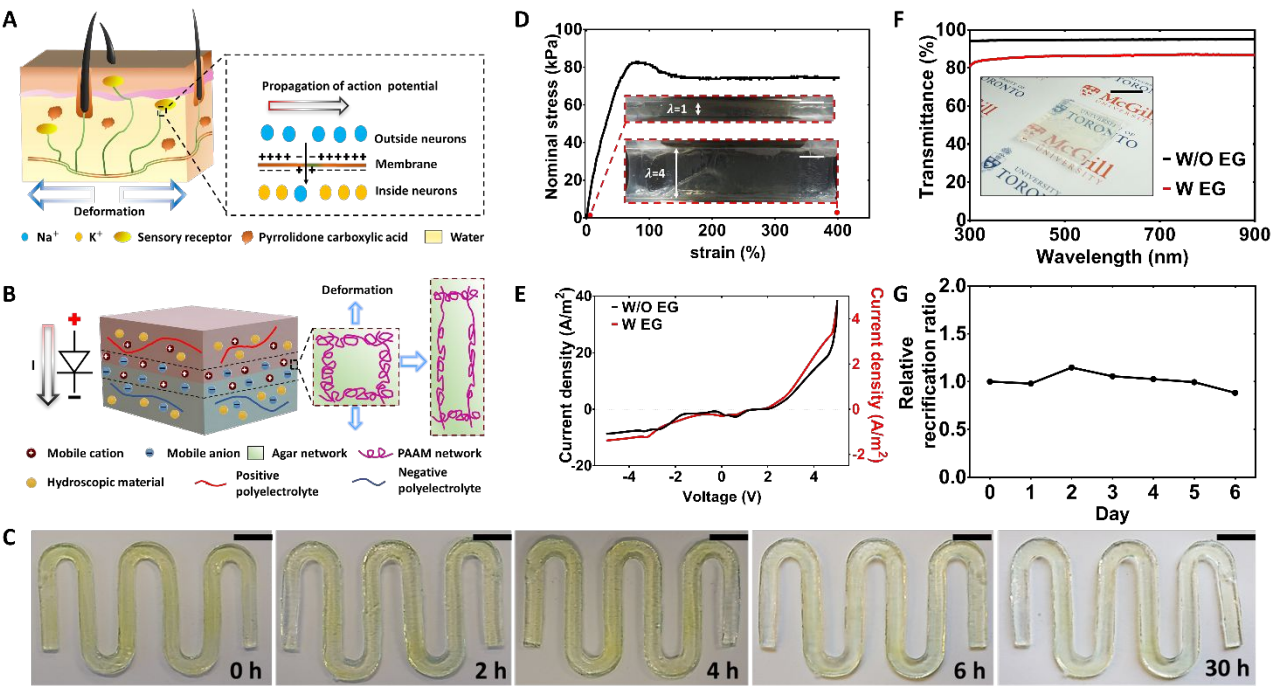 A
Propagation of action potential
Outside neurons
++++ − − ++++++
Membrane
++
Inside neurons
Deformation
Na⁺
K⁺
Sensory receptor
Pyrrolidone carboxylic acid
Water
B
+
I
−
Deformation
Mobile cation
Mobile anion
Agar network
PAAM network
Hydroscopic material
Positive
polyelectrolyte
Negative
polyelectrolyte
C
0 h
2 h
4 h
6 h
30 h
D
Nominal stress (kPa)
100
80
60
40
20
0
λ=1
λ=4
0
100
200
300
400
strain (%)
E
W/O EG
W EG
Current density (A/m²)
40
20
0
-20
Current density (A/m²)
4
2
0
-2
-4
-2
0
2
4
Voltage (V)
F
Transmittance (%)
100
80
60
40
20
0
W/O EG
W EG
McGill
UNIVERSITY
UNIVERSITY OF
TORONTO
McGill
UNIVERSITY
UNIVERSITY OF
TORONTO
300
500
700
900
Wavelength (nm)
G
Relative
recrification ratio
2.0
1.5
1.0
0.5
0.0
0
1
2
3
4
5
6
Day